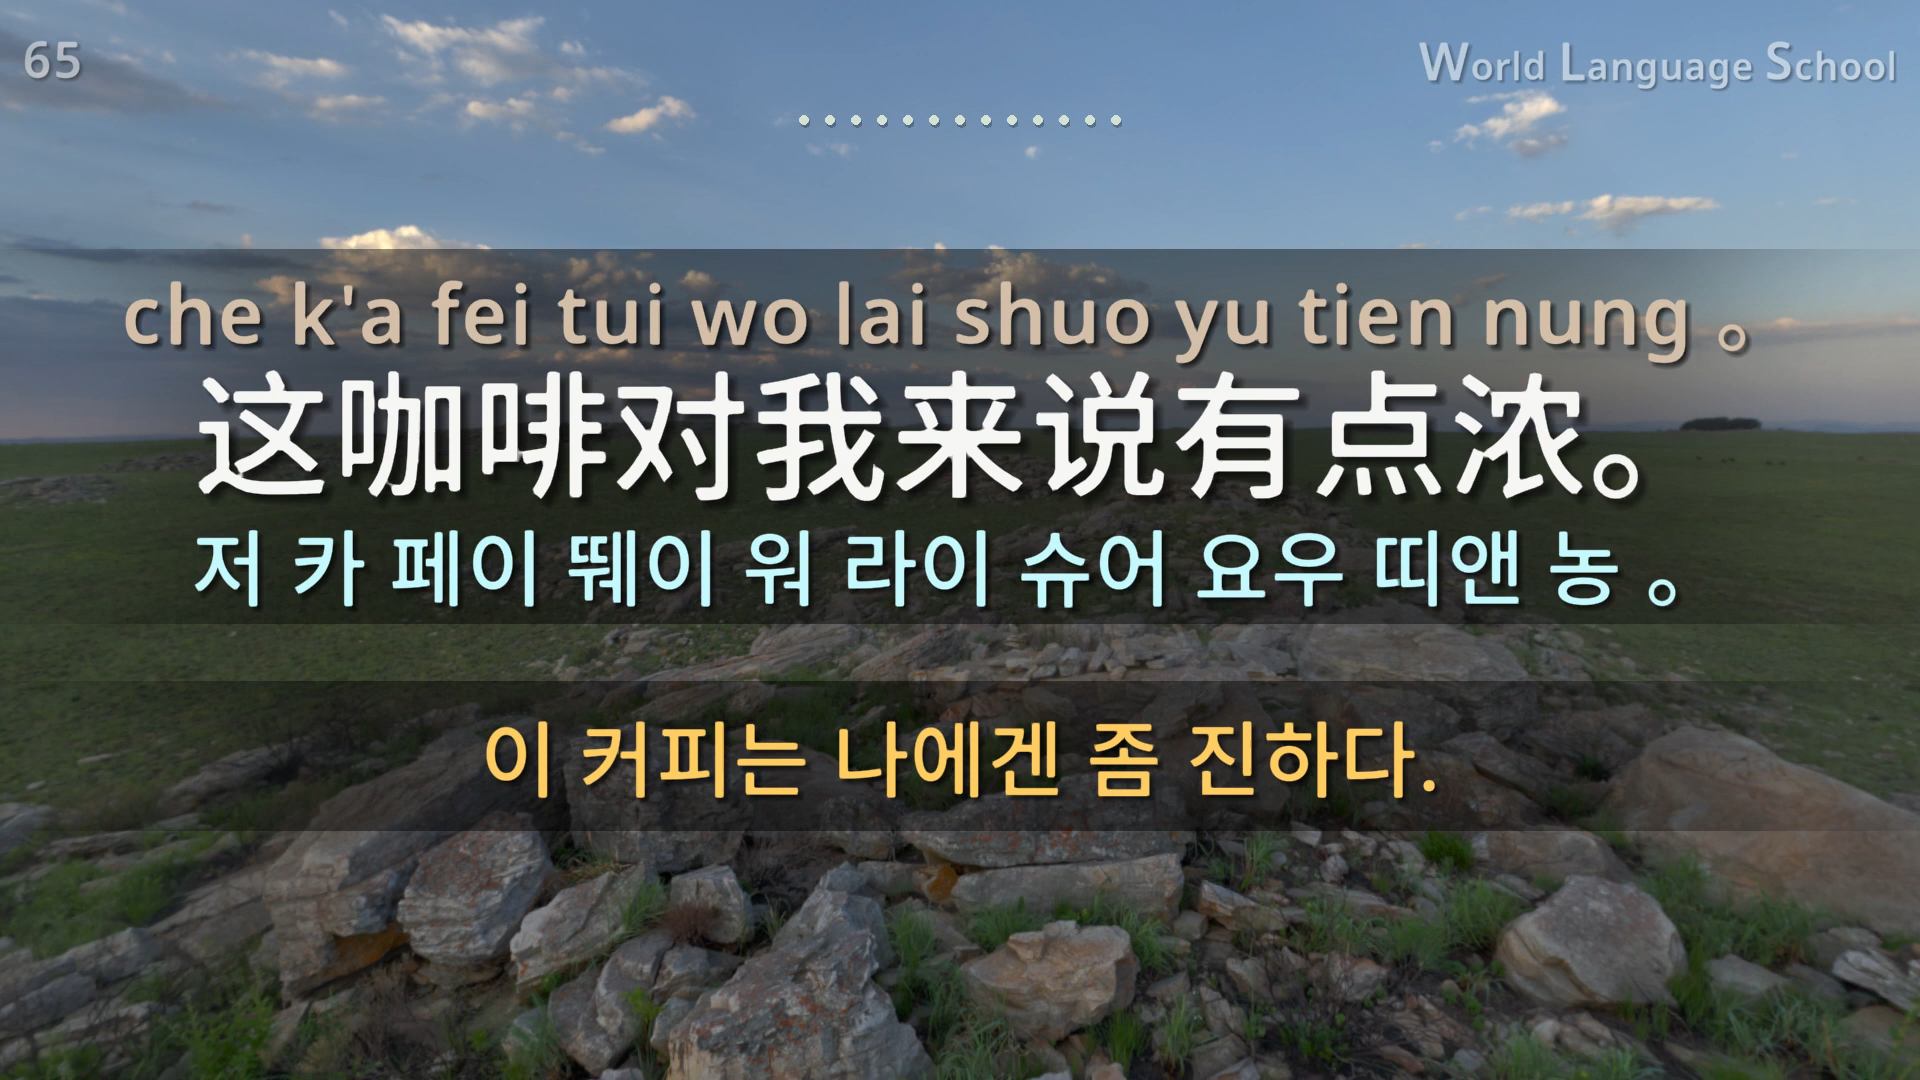 65
World Language School
.............
che k'a fei tui wo lai shuo yu tien nung 。
这咖啡对我来说有点浓。
저 카 페이 뛔이 워 라이 슈어 요우 띠앤 농 。
이 커피는 나에겐 좀 진하다.